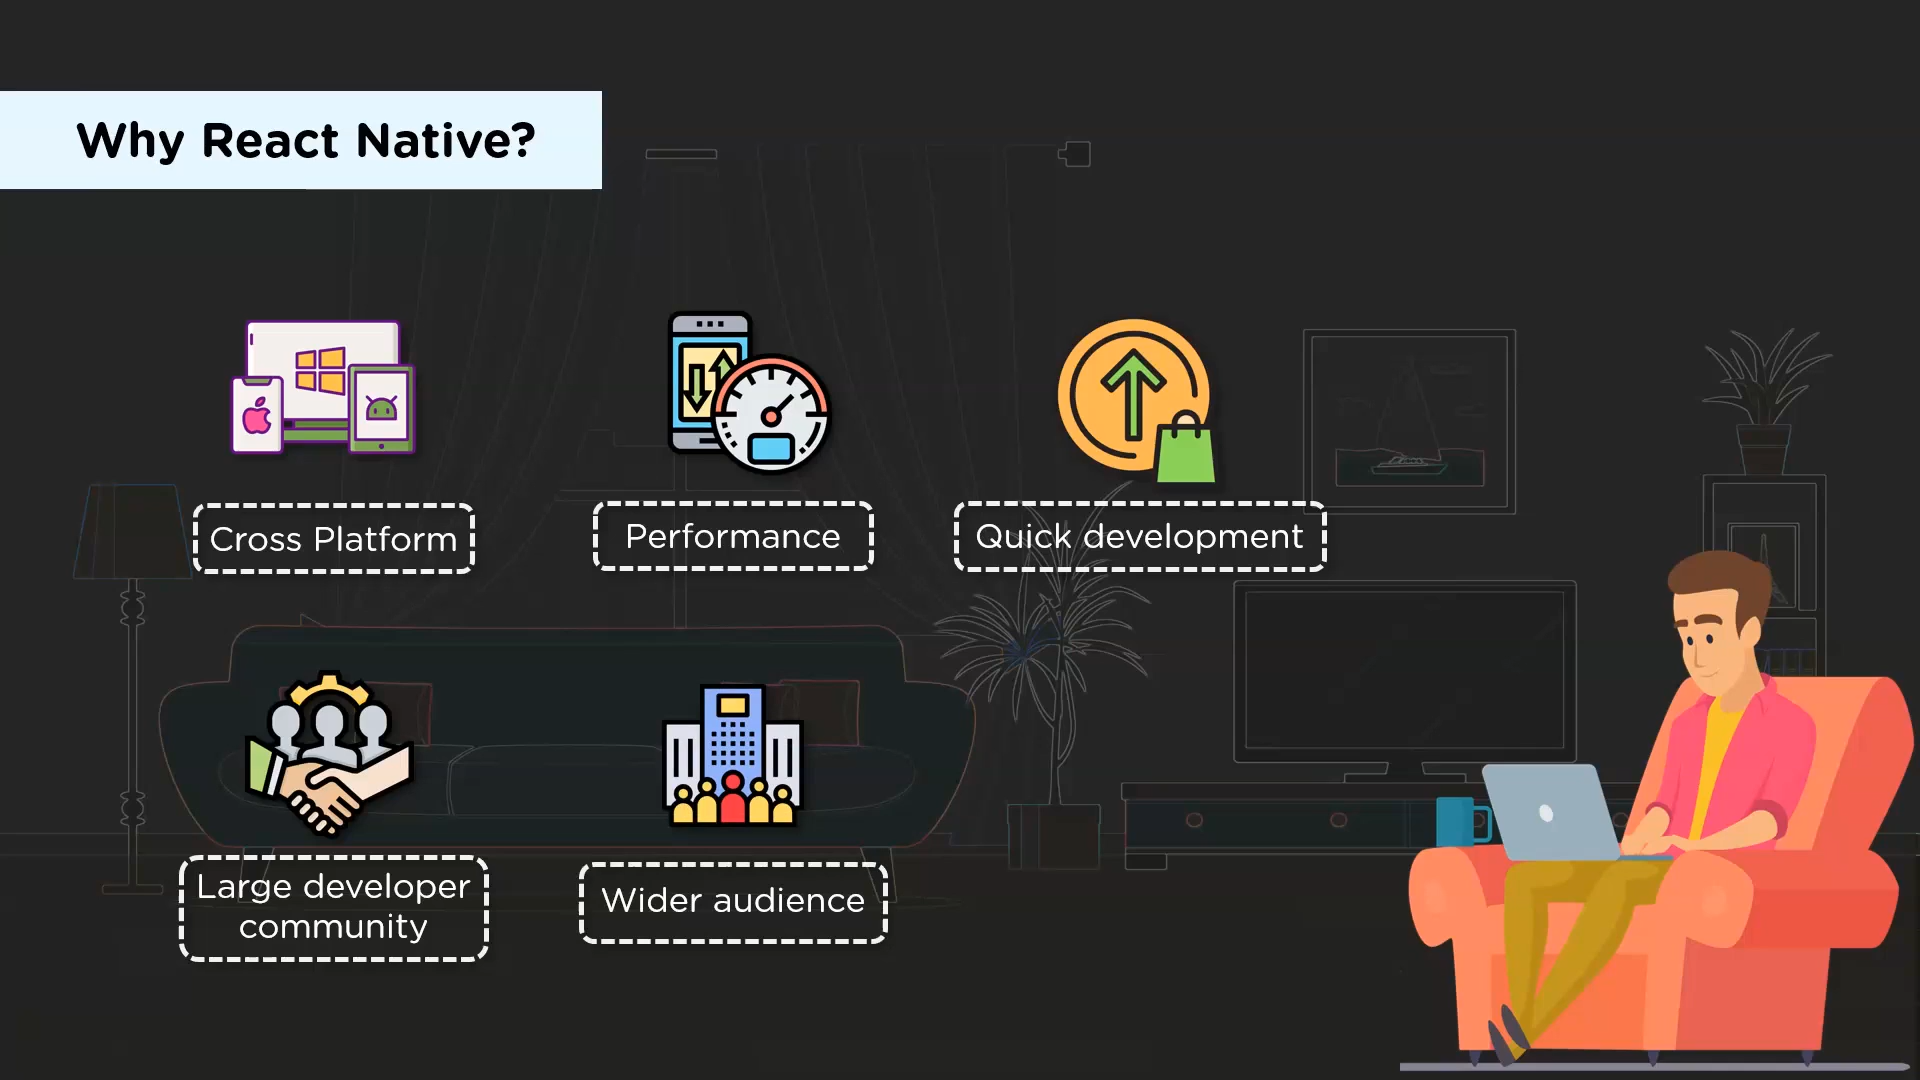 Why React Native?
Cross Platform
Performance
Quick development
Large developer
community
Wider audience